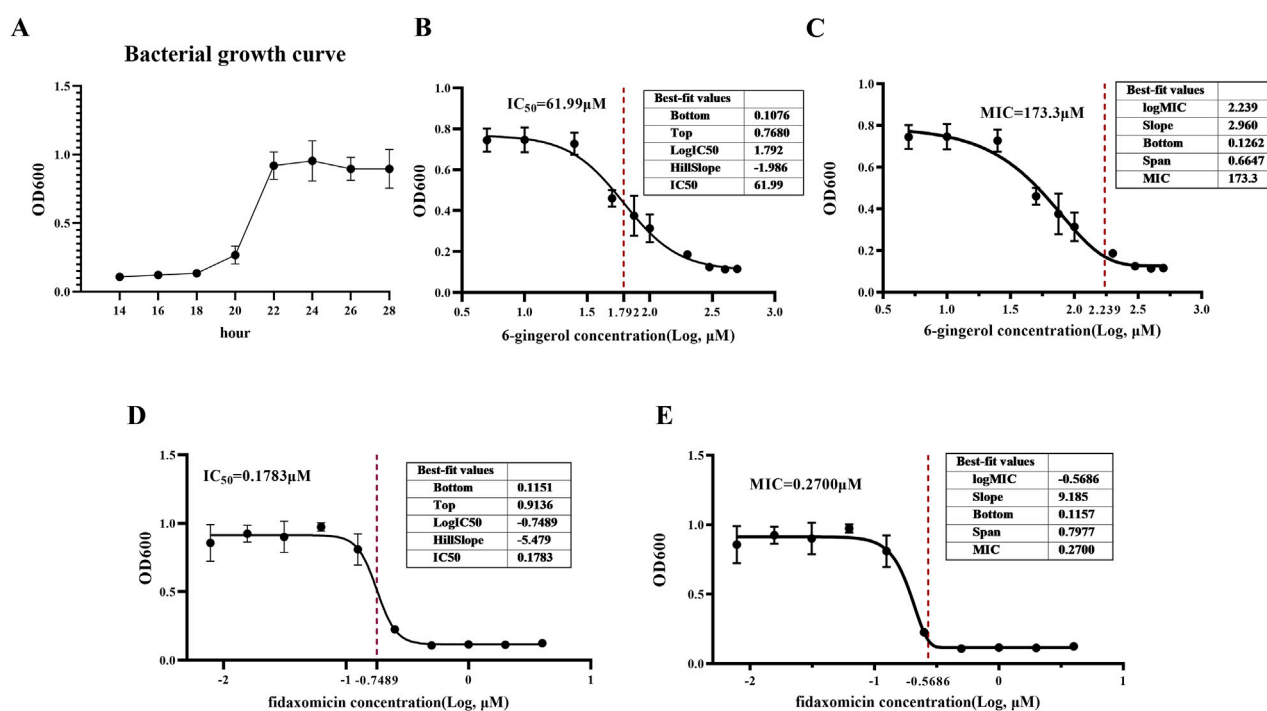 A
Bacterial growth curve
1.5
1.0
0.5
0.0
OD600
14 16 18 20 22 24 26 28
hour
B
IC50=61.99μM
1.0
0.8
0.6
0.4
0.2
0.0
OD600
0.5 1.0 1.5 1.792 2.0 2.5 3.0
6-gingerol concentration(Log, μM)
Best-fit values
Bottom 0.1076
Top 0.7680
LogIC50 1.792
HillSlope -1.986
IC50 61.99
C
MIC=173.3μM
1.0
0.8
0.6
0.4
0.2
0.0
OD600
0.5 1.0 1.5 2.0 2.239 2.5 3.0
6-gingerol concentration(Log, μM)
Best-fit values
logMIC 2.239
Slope 2.960
Bottom 0.1262
Span 0.6647
MIC 173.3
D
IC50=0.1783μM
1.5
1.0
0.5
0.0
OD600
-2 -1 -0.7489 0 1
fidaxomicin concentration(Log, μM)
Best-fit values
Bottom 0.1151
Top 0.9136
LogIC50 -0.7489
HillSlope -5.479
IC50 0.1783
E
MIC=0.2700μM
1.5
1.0
0.5
0.0
OD600
-2 -1 -0.5686 0 1
fidaxomicin concentration(Log, μM)
Best-fit values
logMIC -0.5686
Slope 9.185
Bottom 0.1157
Span 0.7977
MIC 0.2700